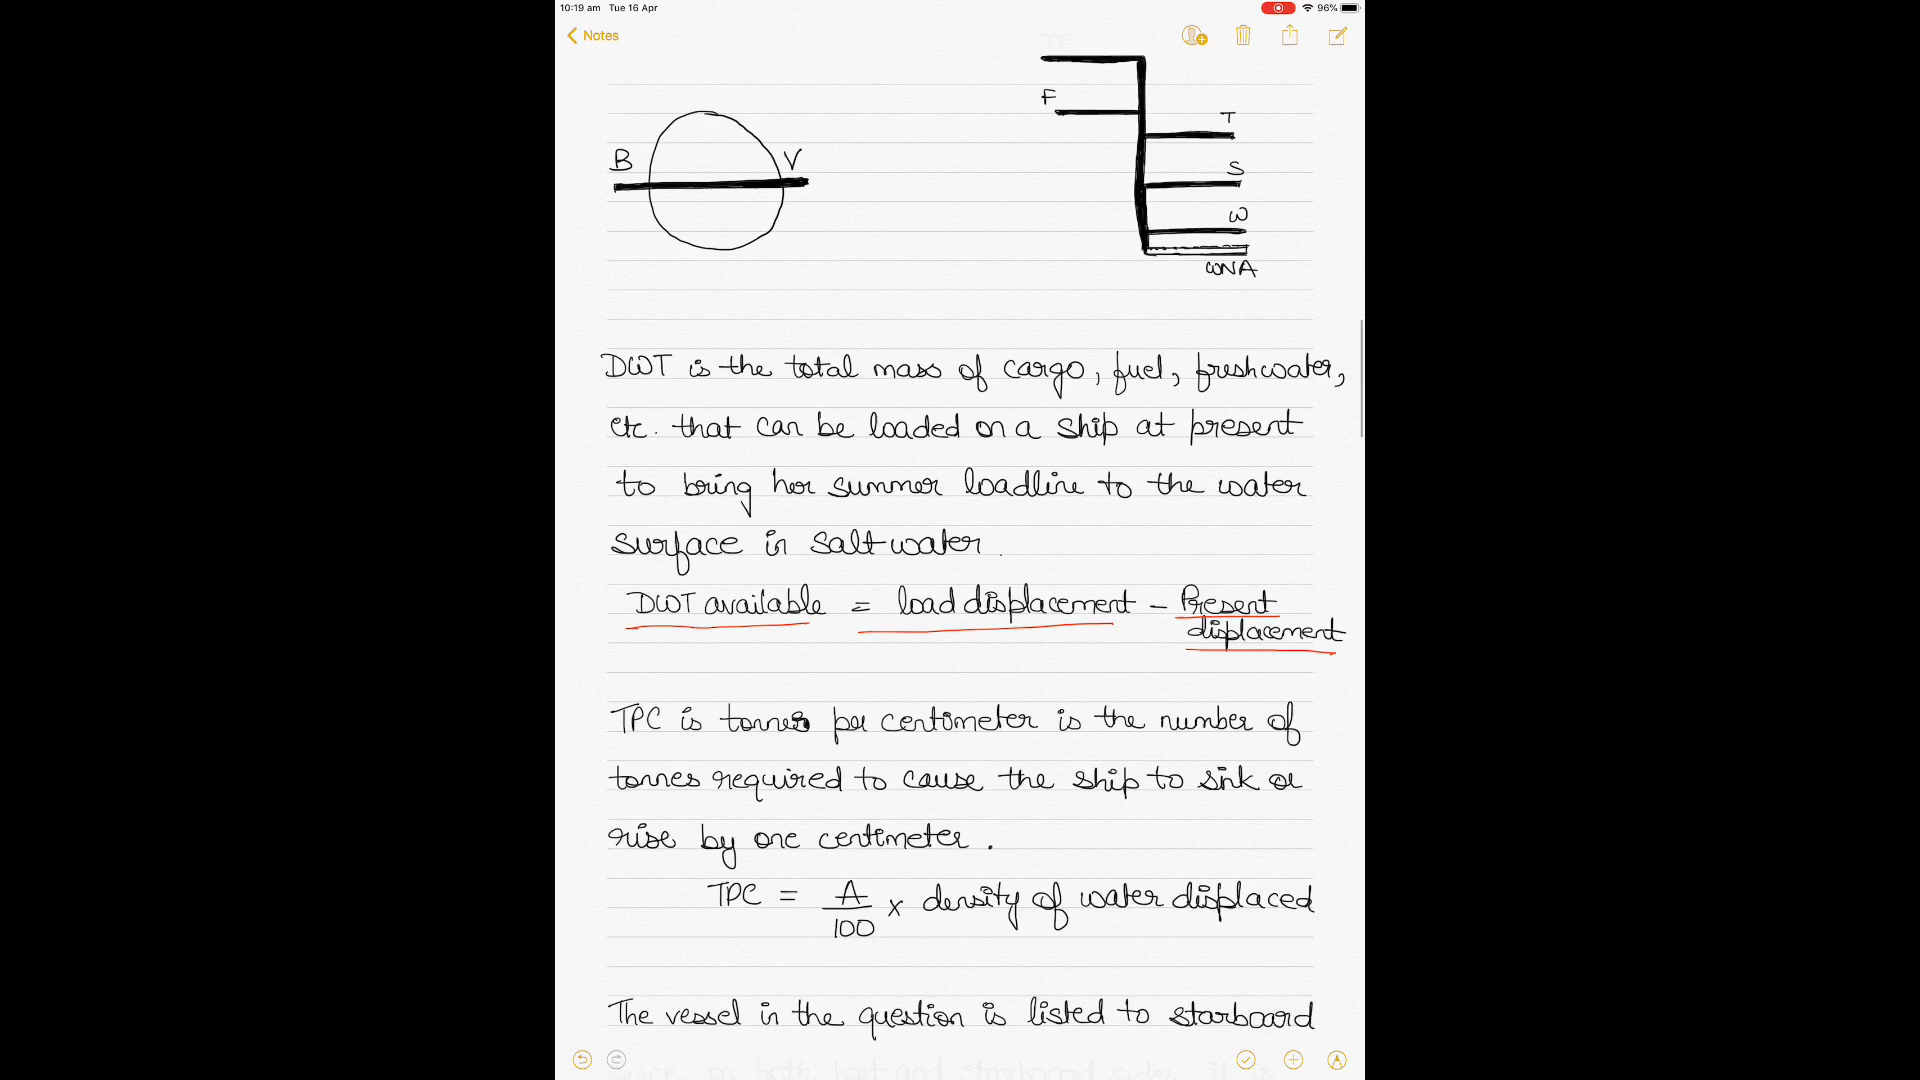 10:19 am Tue 16 Apr
96%
Notes
F
T
B
V
S
W
WNA
DWT is the total mass of cargo, fuel, freshwater,
etc. that can be loaded on a ship at present
to bring her summer loadline to the water
surface in salt water.
DWT available = load displacement - Present
displacement
TPC is tonnes per centimeter is the number of
tonnes required to cause the ship to sink or
rise by one centimeter.
TPC = A/100 x density of water displaced
The vessel in the question is listed to starboard